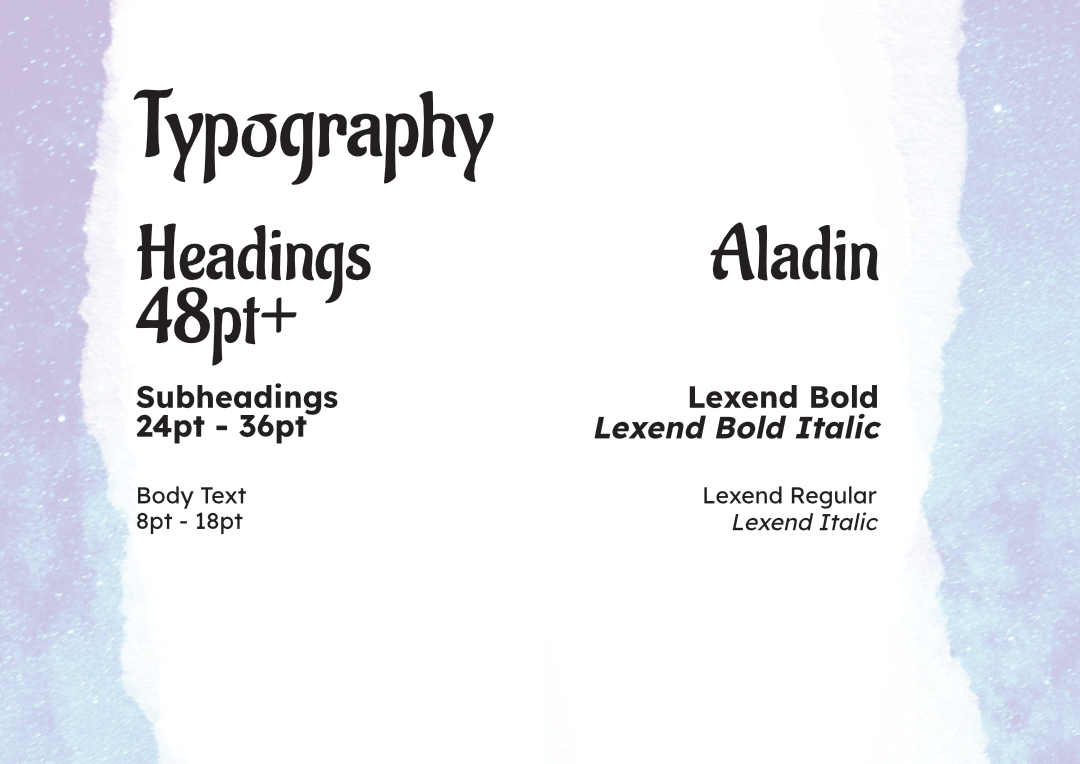 Typography
Headings
48pt+
Aladin
Subheadings
24pt - 36pt
Lexend Bold
Lexend Bold Italic
Body Text
8pt - 18pt
Lexend Regular
Lexend Italic